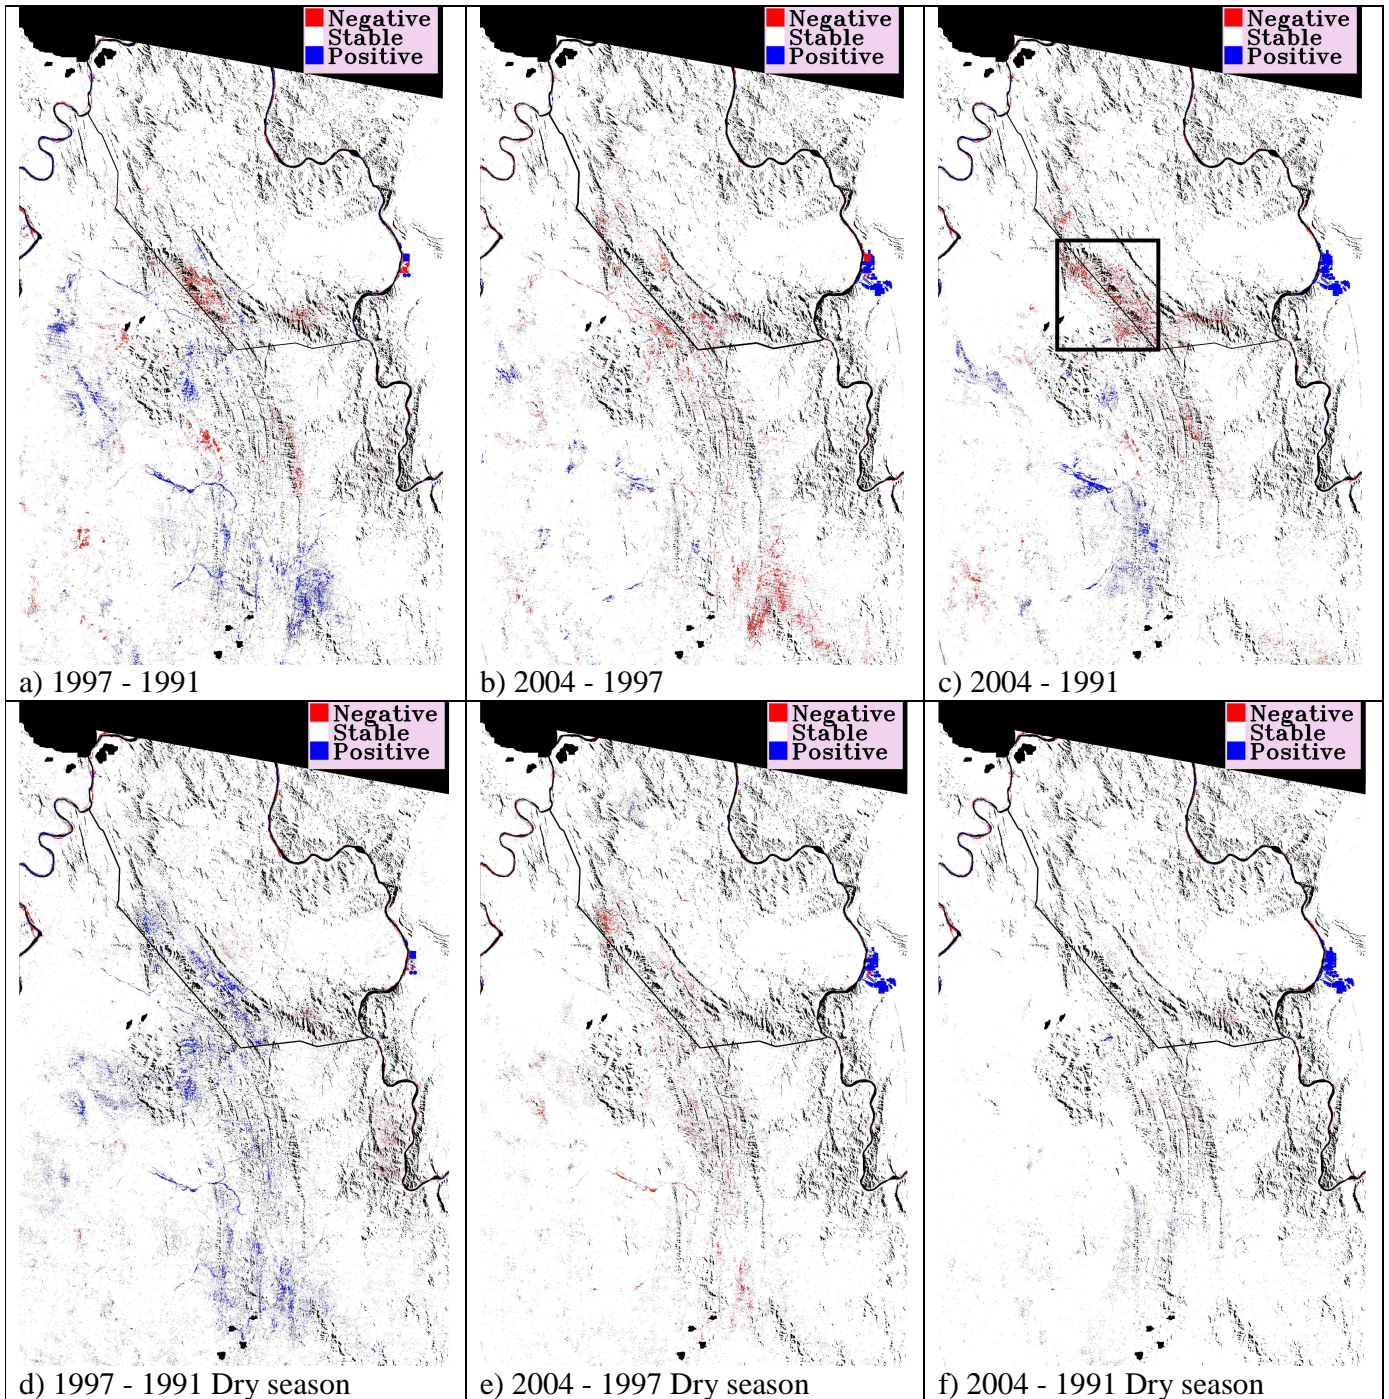 Negative
Stable
Positive
Negative
Stable
Positive
Negative
Stable
Positive
a) 1997 - 1991
b) 2004 - 1997
c) 2004 - 1991
Negative
Stable
Positive
Negative
Stable
Positive
Negative
Stable
Positive
d) 1997 - 1991 Dry season
e) 2004 - 1997 Dry season
f) 2004 - 1991 Dry season